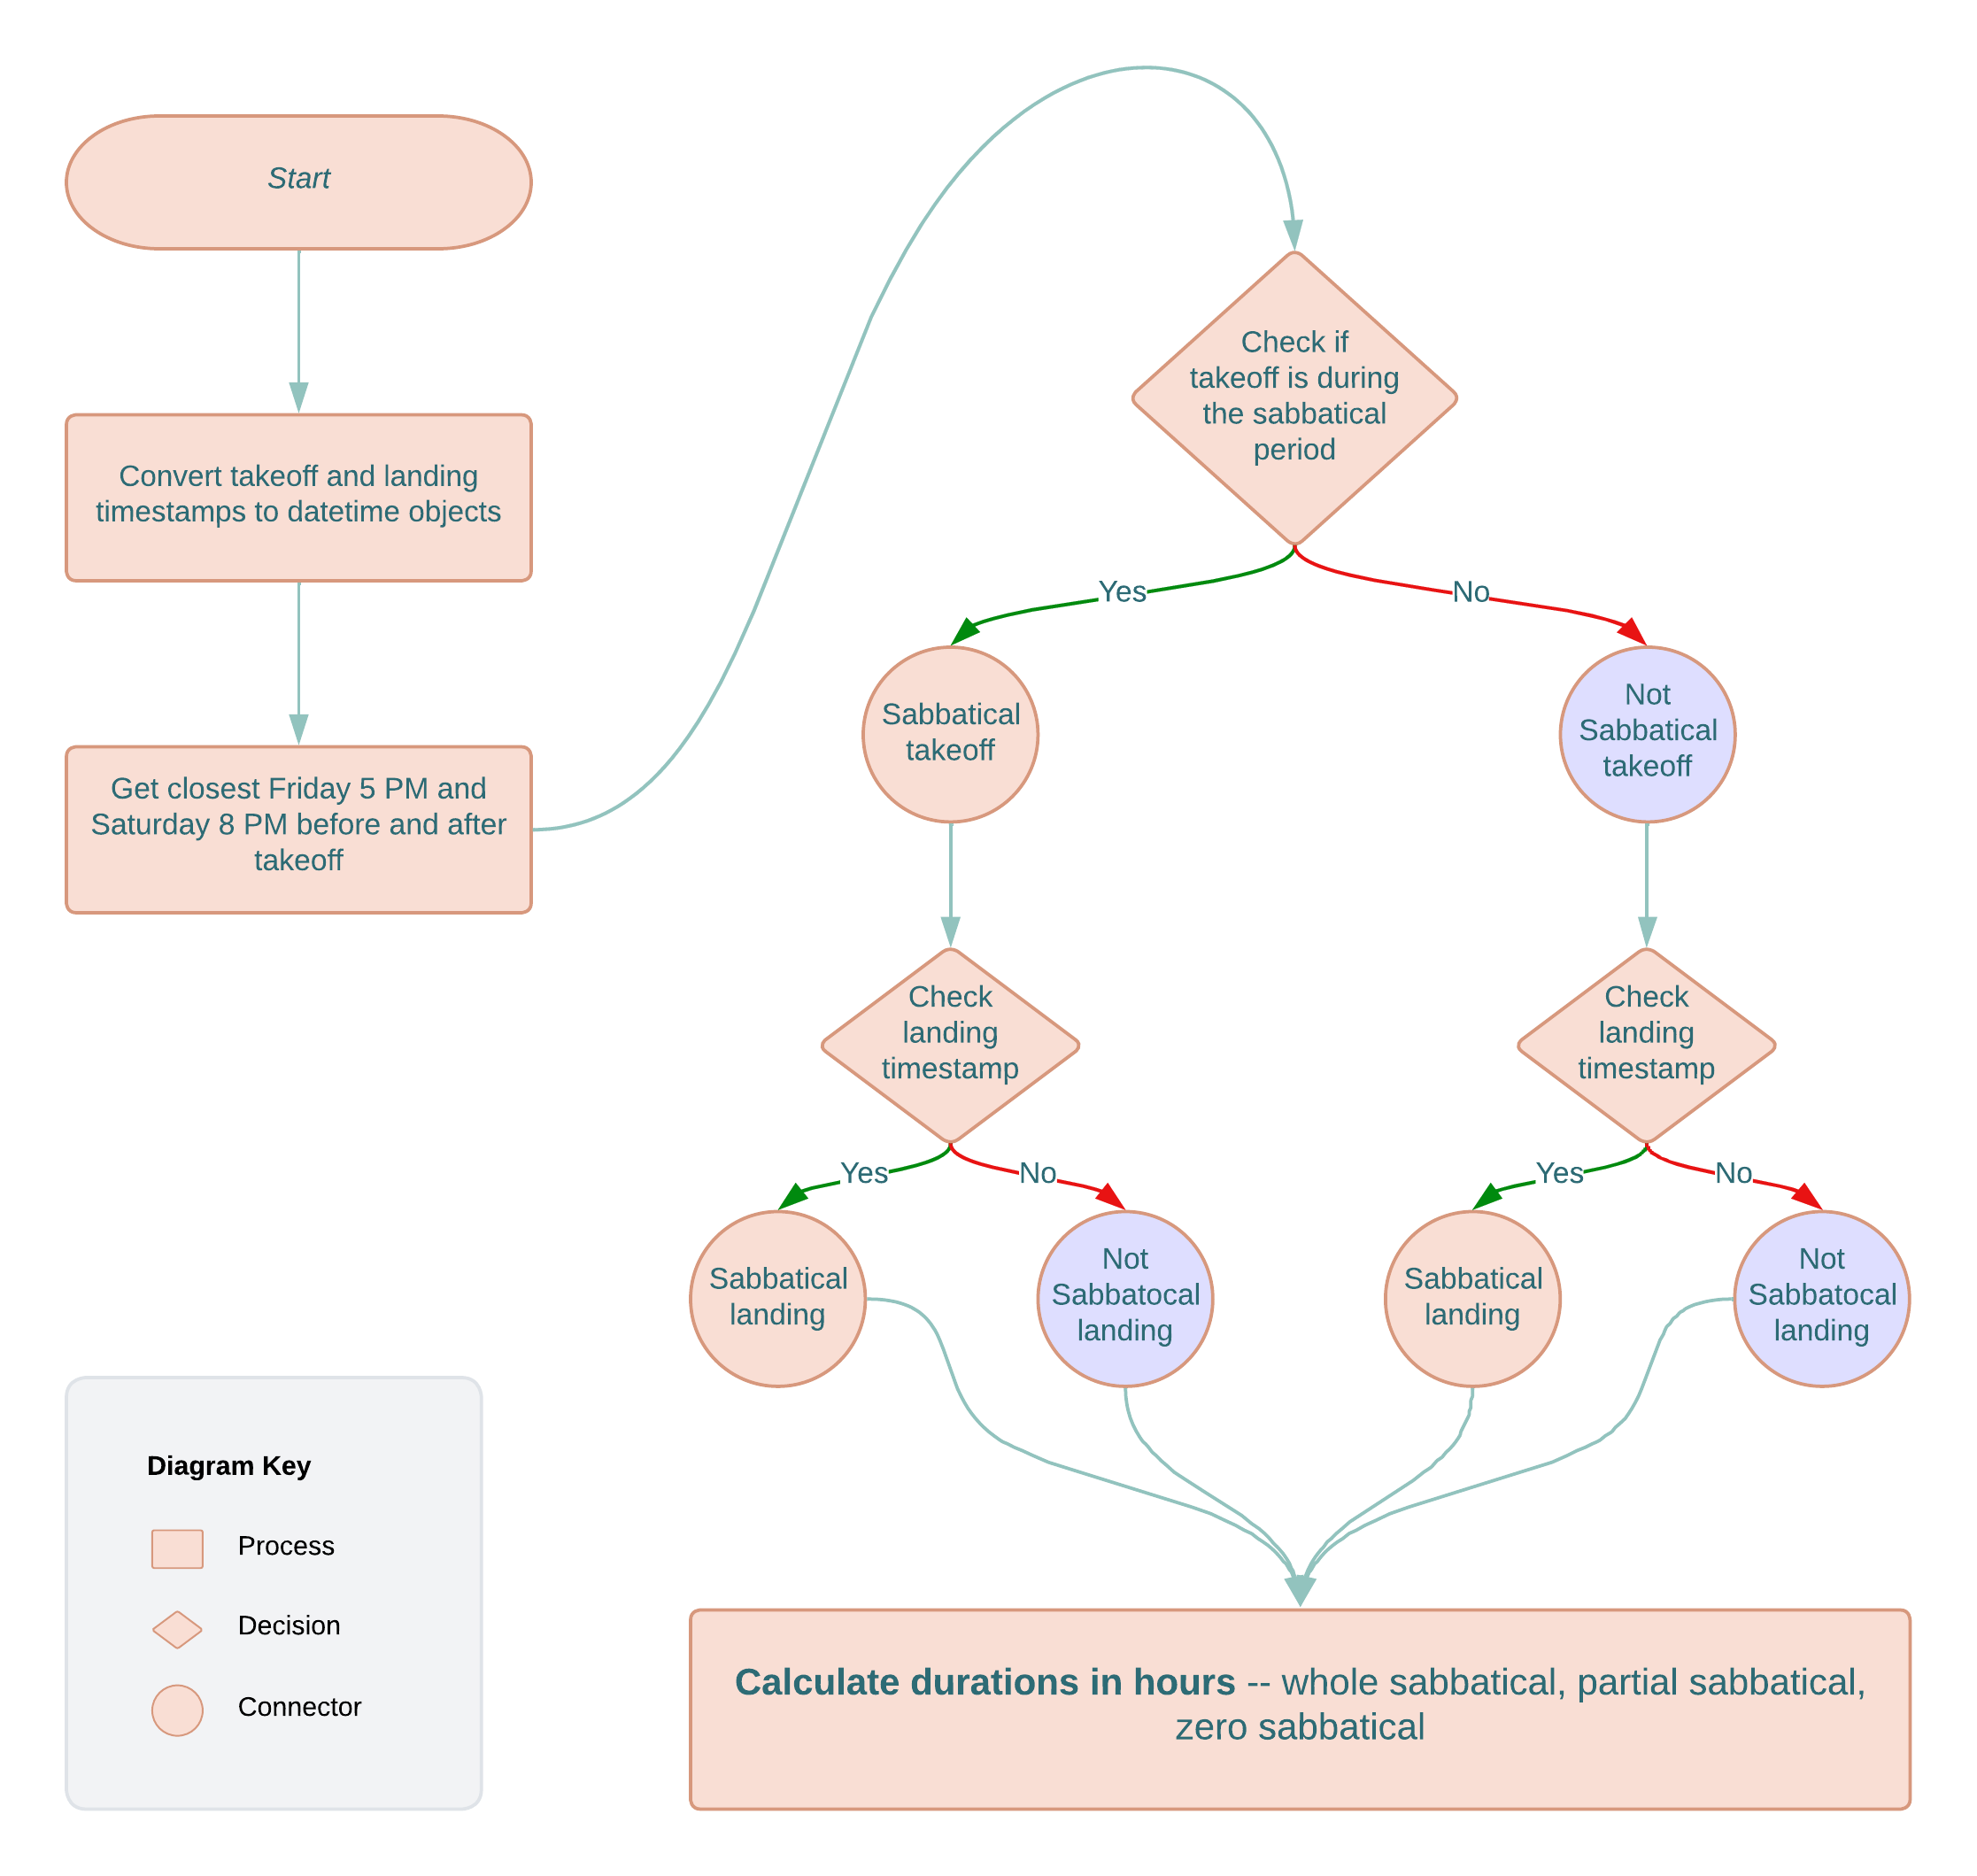 Start
Convert takeoff and landing
timestamps to datetime objects
Get closest Friday 5 PM and
Saturday 8 PM before and after
takeoff
Check if
takeoff is during
the sabbatical
period
Yes
No
Sabbatical
takeoff
Not
Sabbatical
takeoff
Check
landing
timestamp
Check
landing
timestamp
Yes
No
Yes
No
Sabbatical
landing
Not
Sabbatocal
landing
Sabbatical
landing
Not
Sabbatocal
landing
Calculate durations in hours -- whole sabbatical, partial sabbatical,
zero sabbatical
Diagram Key
Process
Decision
Connector